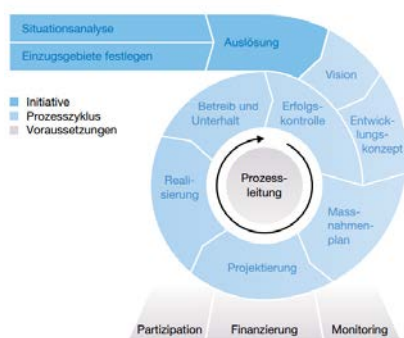 Situationsanalyse
Einzugsgebiete festlegen
Auslösung
Vision
Entwick-
lungs-
konzept
Mass-
nahmen-
plan
Projektierung
Reali-
sierung
Betreib und
Unterhalt
Erfolgs-
kontrolle
Prozess-
leitung
Initiative
Prozesszyklus
Voraussetzungen
Partizipation
Finanzierung
Monitoring